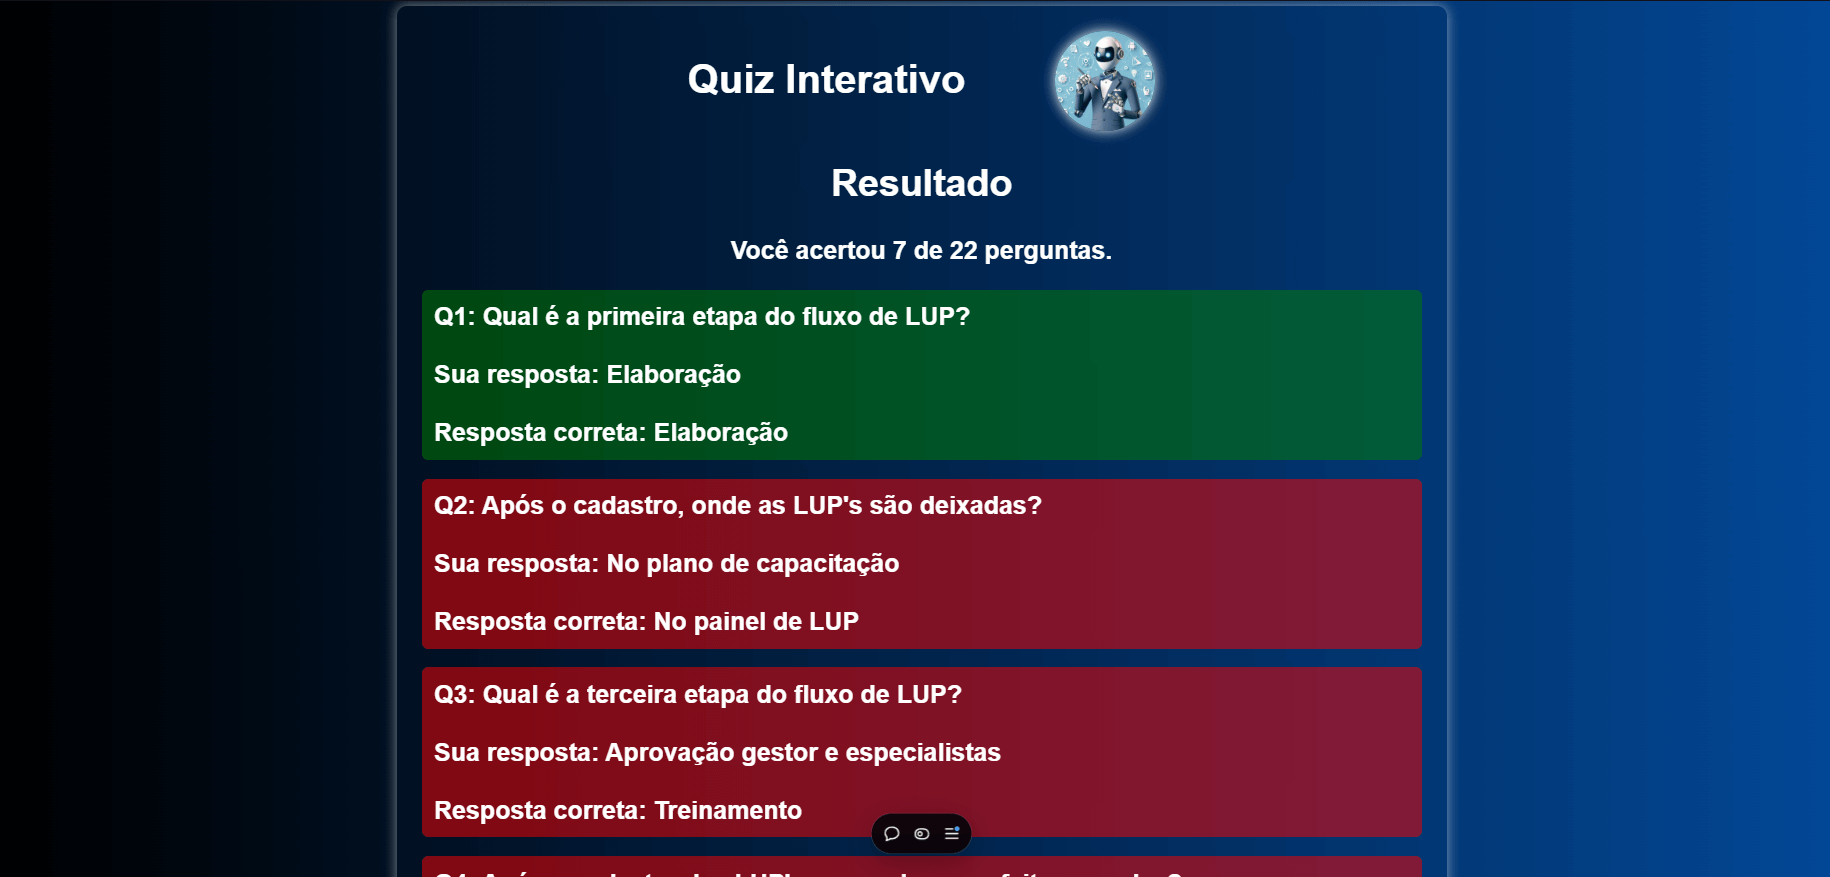 Quiz Interativo
Resultado
Você acertou 7 de 22 perguntas.
Q1: Qual é a primeira etapa do fluxo de LUP?
Sua resposta: Elaboração
Resposta correta: Elaboração
Q2: Após o cadastro, onde as LUP's são deixadas?
Sua resposta: No plano de capacitação
Resposta correta: No painel de LUP
Q3: Qual é a terceira etapa do fluxo de LUP?
Sua resposta: Aprovação gestor e especialistas
Resposta correta: Treinamento